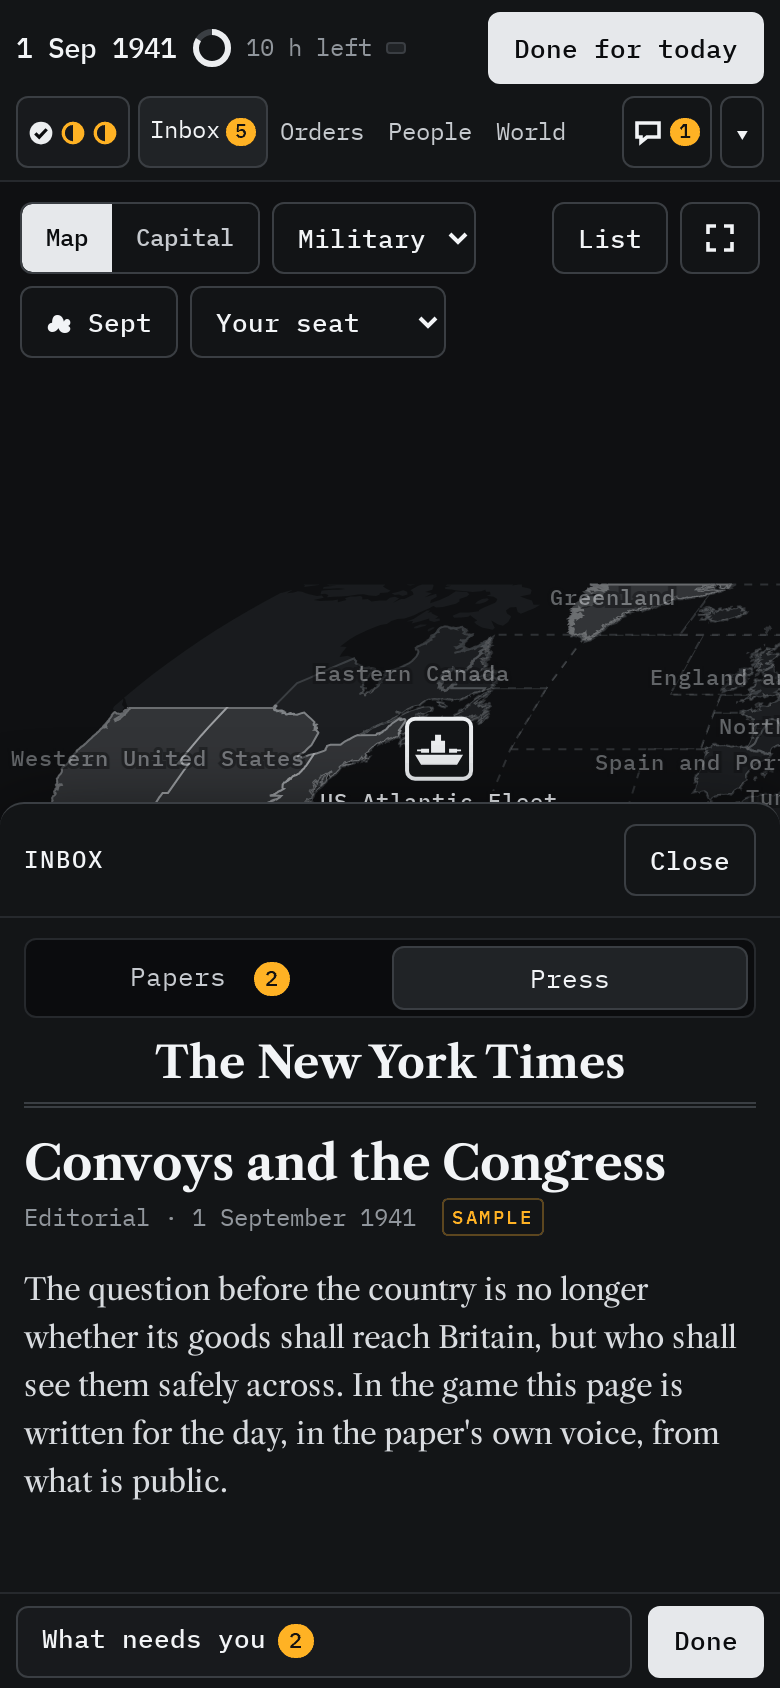 1 Sep 1941 10 h left Done for today
Inbox 5 Orders People World 1
Map Capital Military List
Sept Your seat
Greenland
Eastern Canada
England
Western United States
Spain and
US Atlantic Fleet
INBOX Close
Papers 2 Press
The New York Times
Convoys and the Congress
Editorial · 1 September 1941 SAMPLE
The question before the country is no longer
whether its goods shall reach Britain, but who shall
see them safely across. In the game this page is
written for the day, in the paper's own voice, from
what is public.
What needs you 2 Done